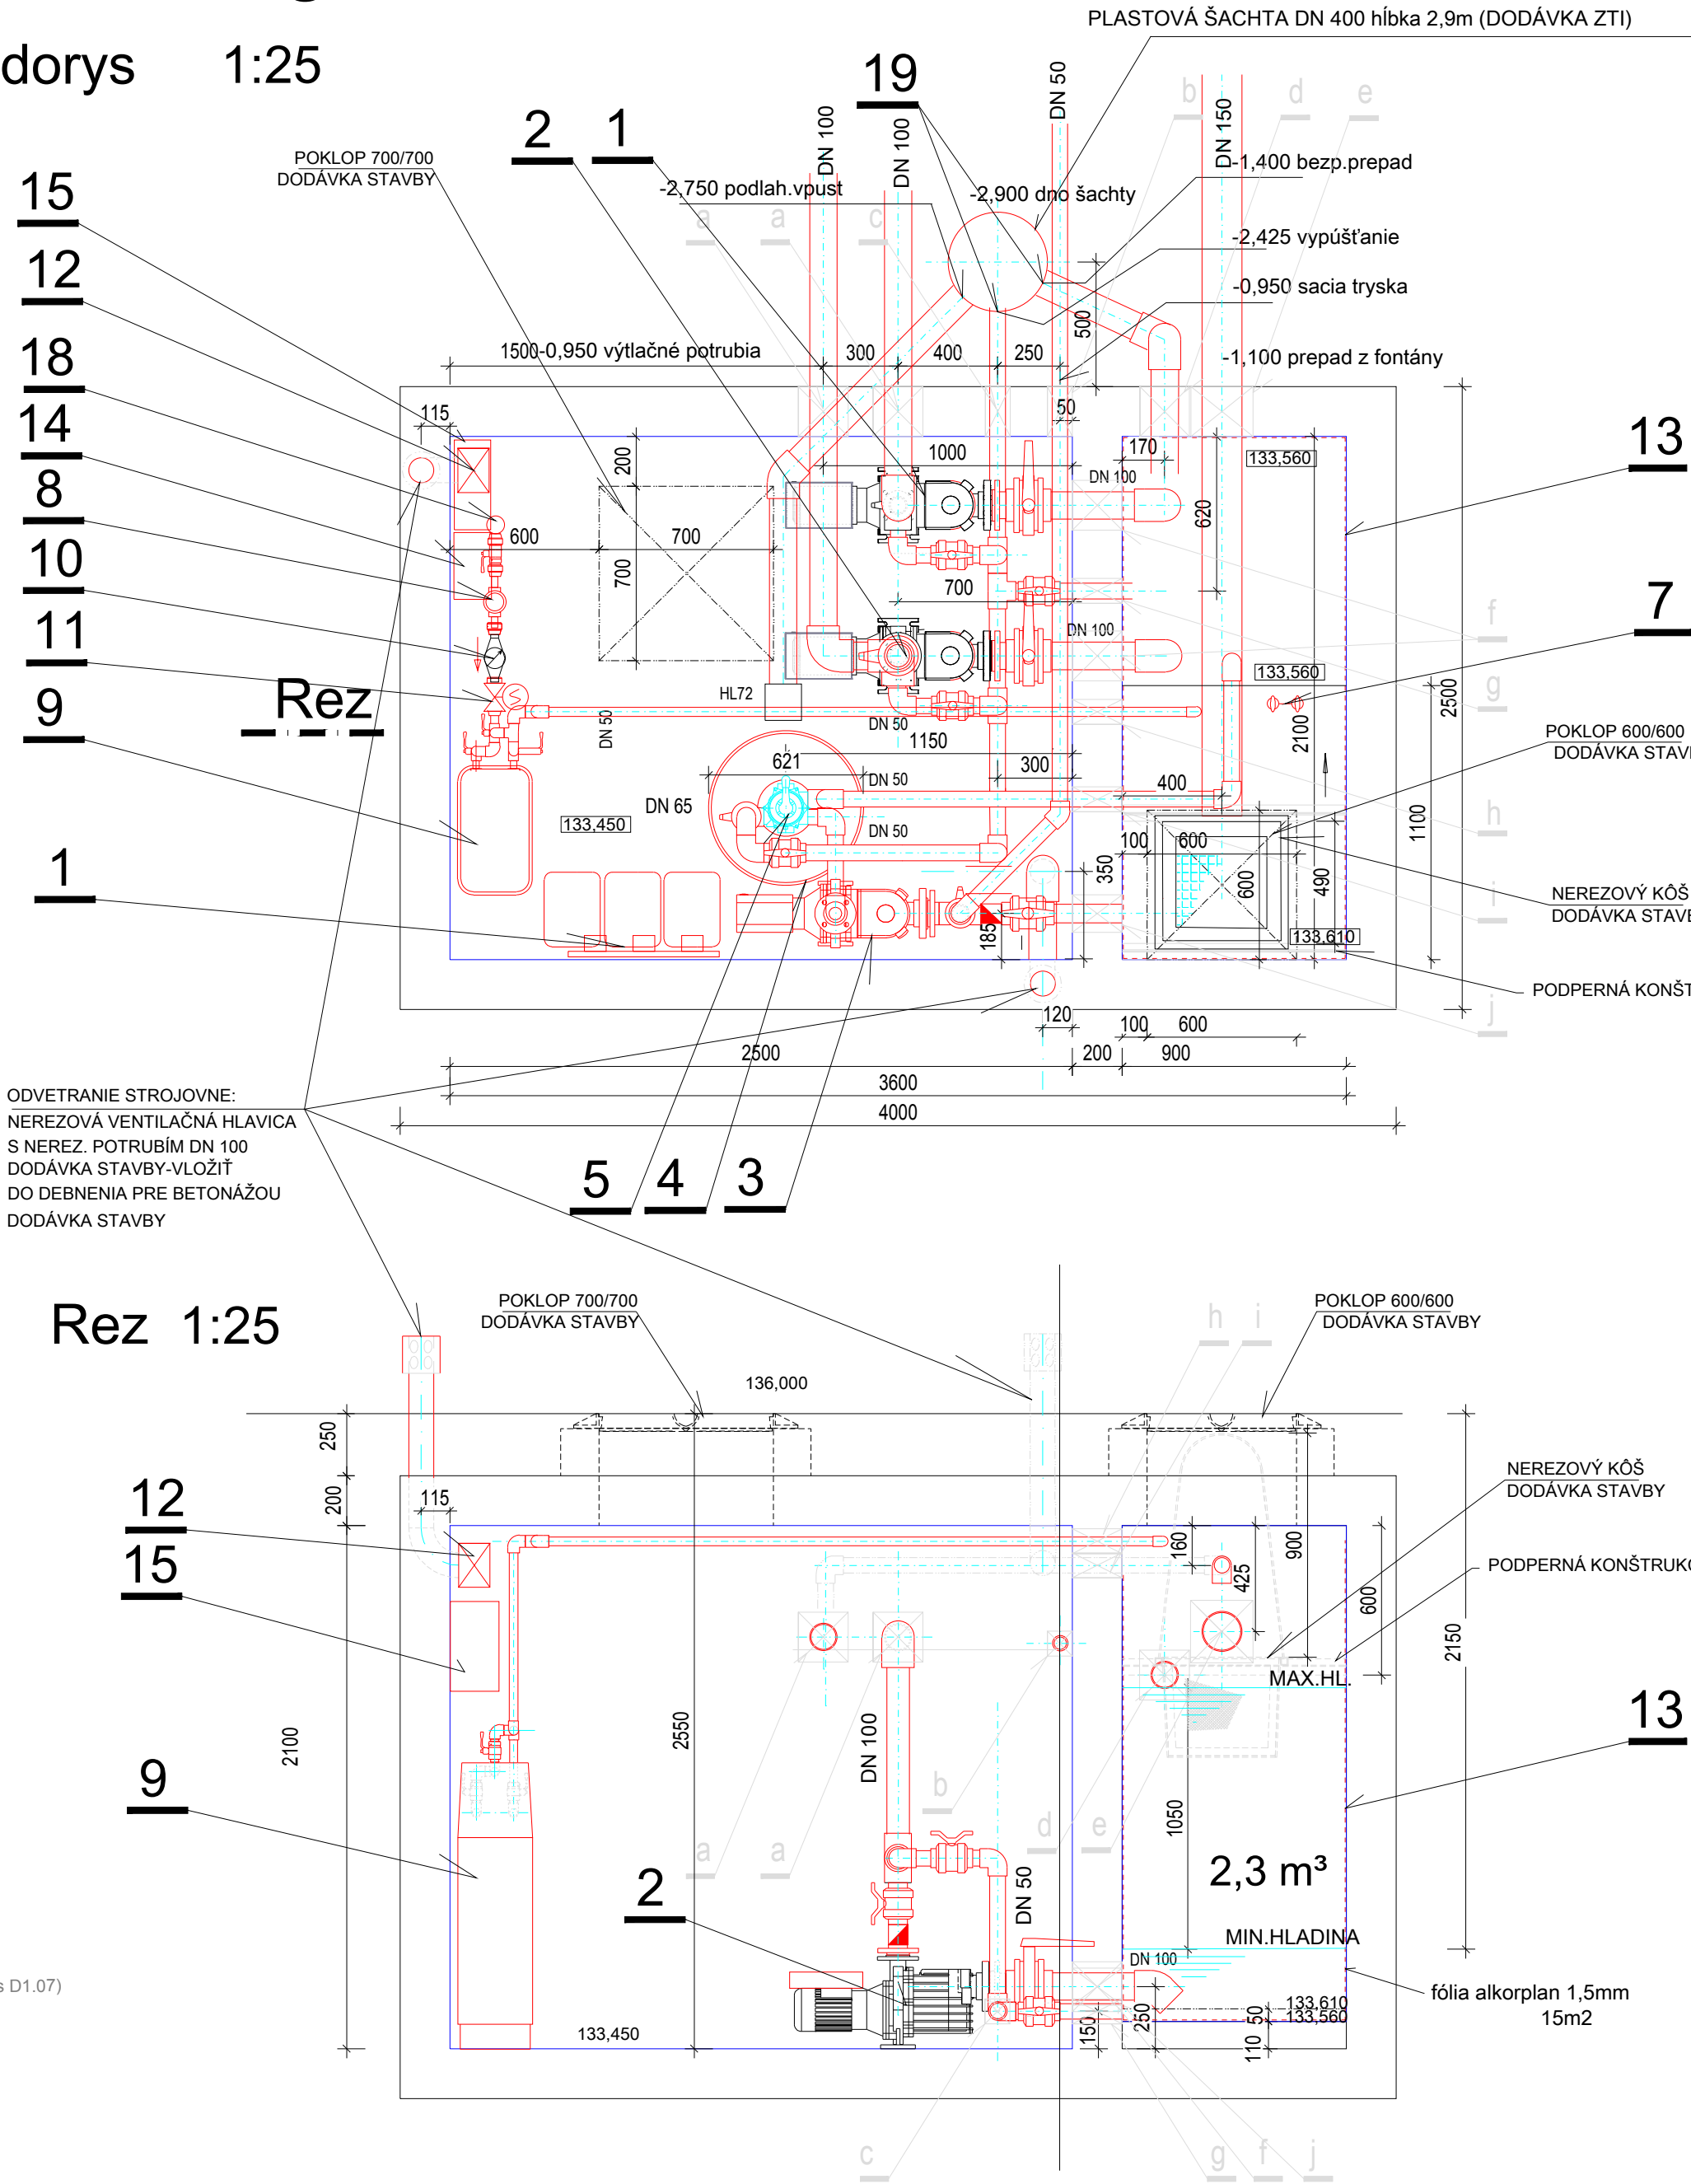 PLASTOVÁ ŠACHTA DN 400 hĺbka 2,9m (DODÁVKA ZTI)
dorys 1:25
19
2
1
15
12
18
14
8
10
11
9
1
Rez
POKLOP 700/700
DODÁVKA STAVBY
DN 100
DN 100
DN 50
DN 150
b
d
e
a
a
c
-2,750 podlah.vpust
-2,900 dno šachty
-1,400 bezp.prepad
-2,425 vypúšťanie
-0,950 sacia tryska
-1,100 prepad z fontány
1500
-0,950 výtlačné potrubia
300
400
250
500
115
50
200
1000
170
133,560
DN 100
620
600
700
700
700
DN 100
133,560
HL72
DN 50
DN 50
1150
621
300
DN 50
400
DN 65
133,450
DN 50
350
185
100
600
600
490
133,610
2100
1100
2500
13
7
f
g
POKLOP 600/600
DODÁVKA STAV
h
i
NEREZOVÝ KÔŠ
DODÁVKA STAV
PODPERNÁ KONŠT
j
120
100
600
2500
200
900
3600
4000
ODVETRANIE STROJOVNE:
NEREZOVÁ VENTILAČNÁ HLAVICA
S NEREZ. POTRUBÍM DN 100
DODÁVKA STAVBY-VLOŽIŤ
DO DEBNENIA PRE BETONÁŽOU
DODÁVKA STAVBY
5
4
3
Rez 1:25
POKLOP 700/700
DODÁVKA STAVBY
136,000
h
i
POKLOP 600/600
DODÁVKA STAVBY
250
200
115
12
15
9
2100
2550
DN 100
a
a
b
d
e
2
DN 50
160
425
900
600
2150
NEREZOVÝ KÔŠ
DODÁVKA STAVBY
PODPERNÁ KONŠTRUK
MAX.HL.
13
1050
2,3 m³
MIN.HLADINA
DN 100
133,610
133,560
150
250
110
50
fólia alkorplan 1,5mm
15m2
133,450
s D1.07)
c
g
f
j